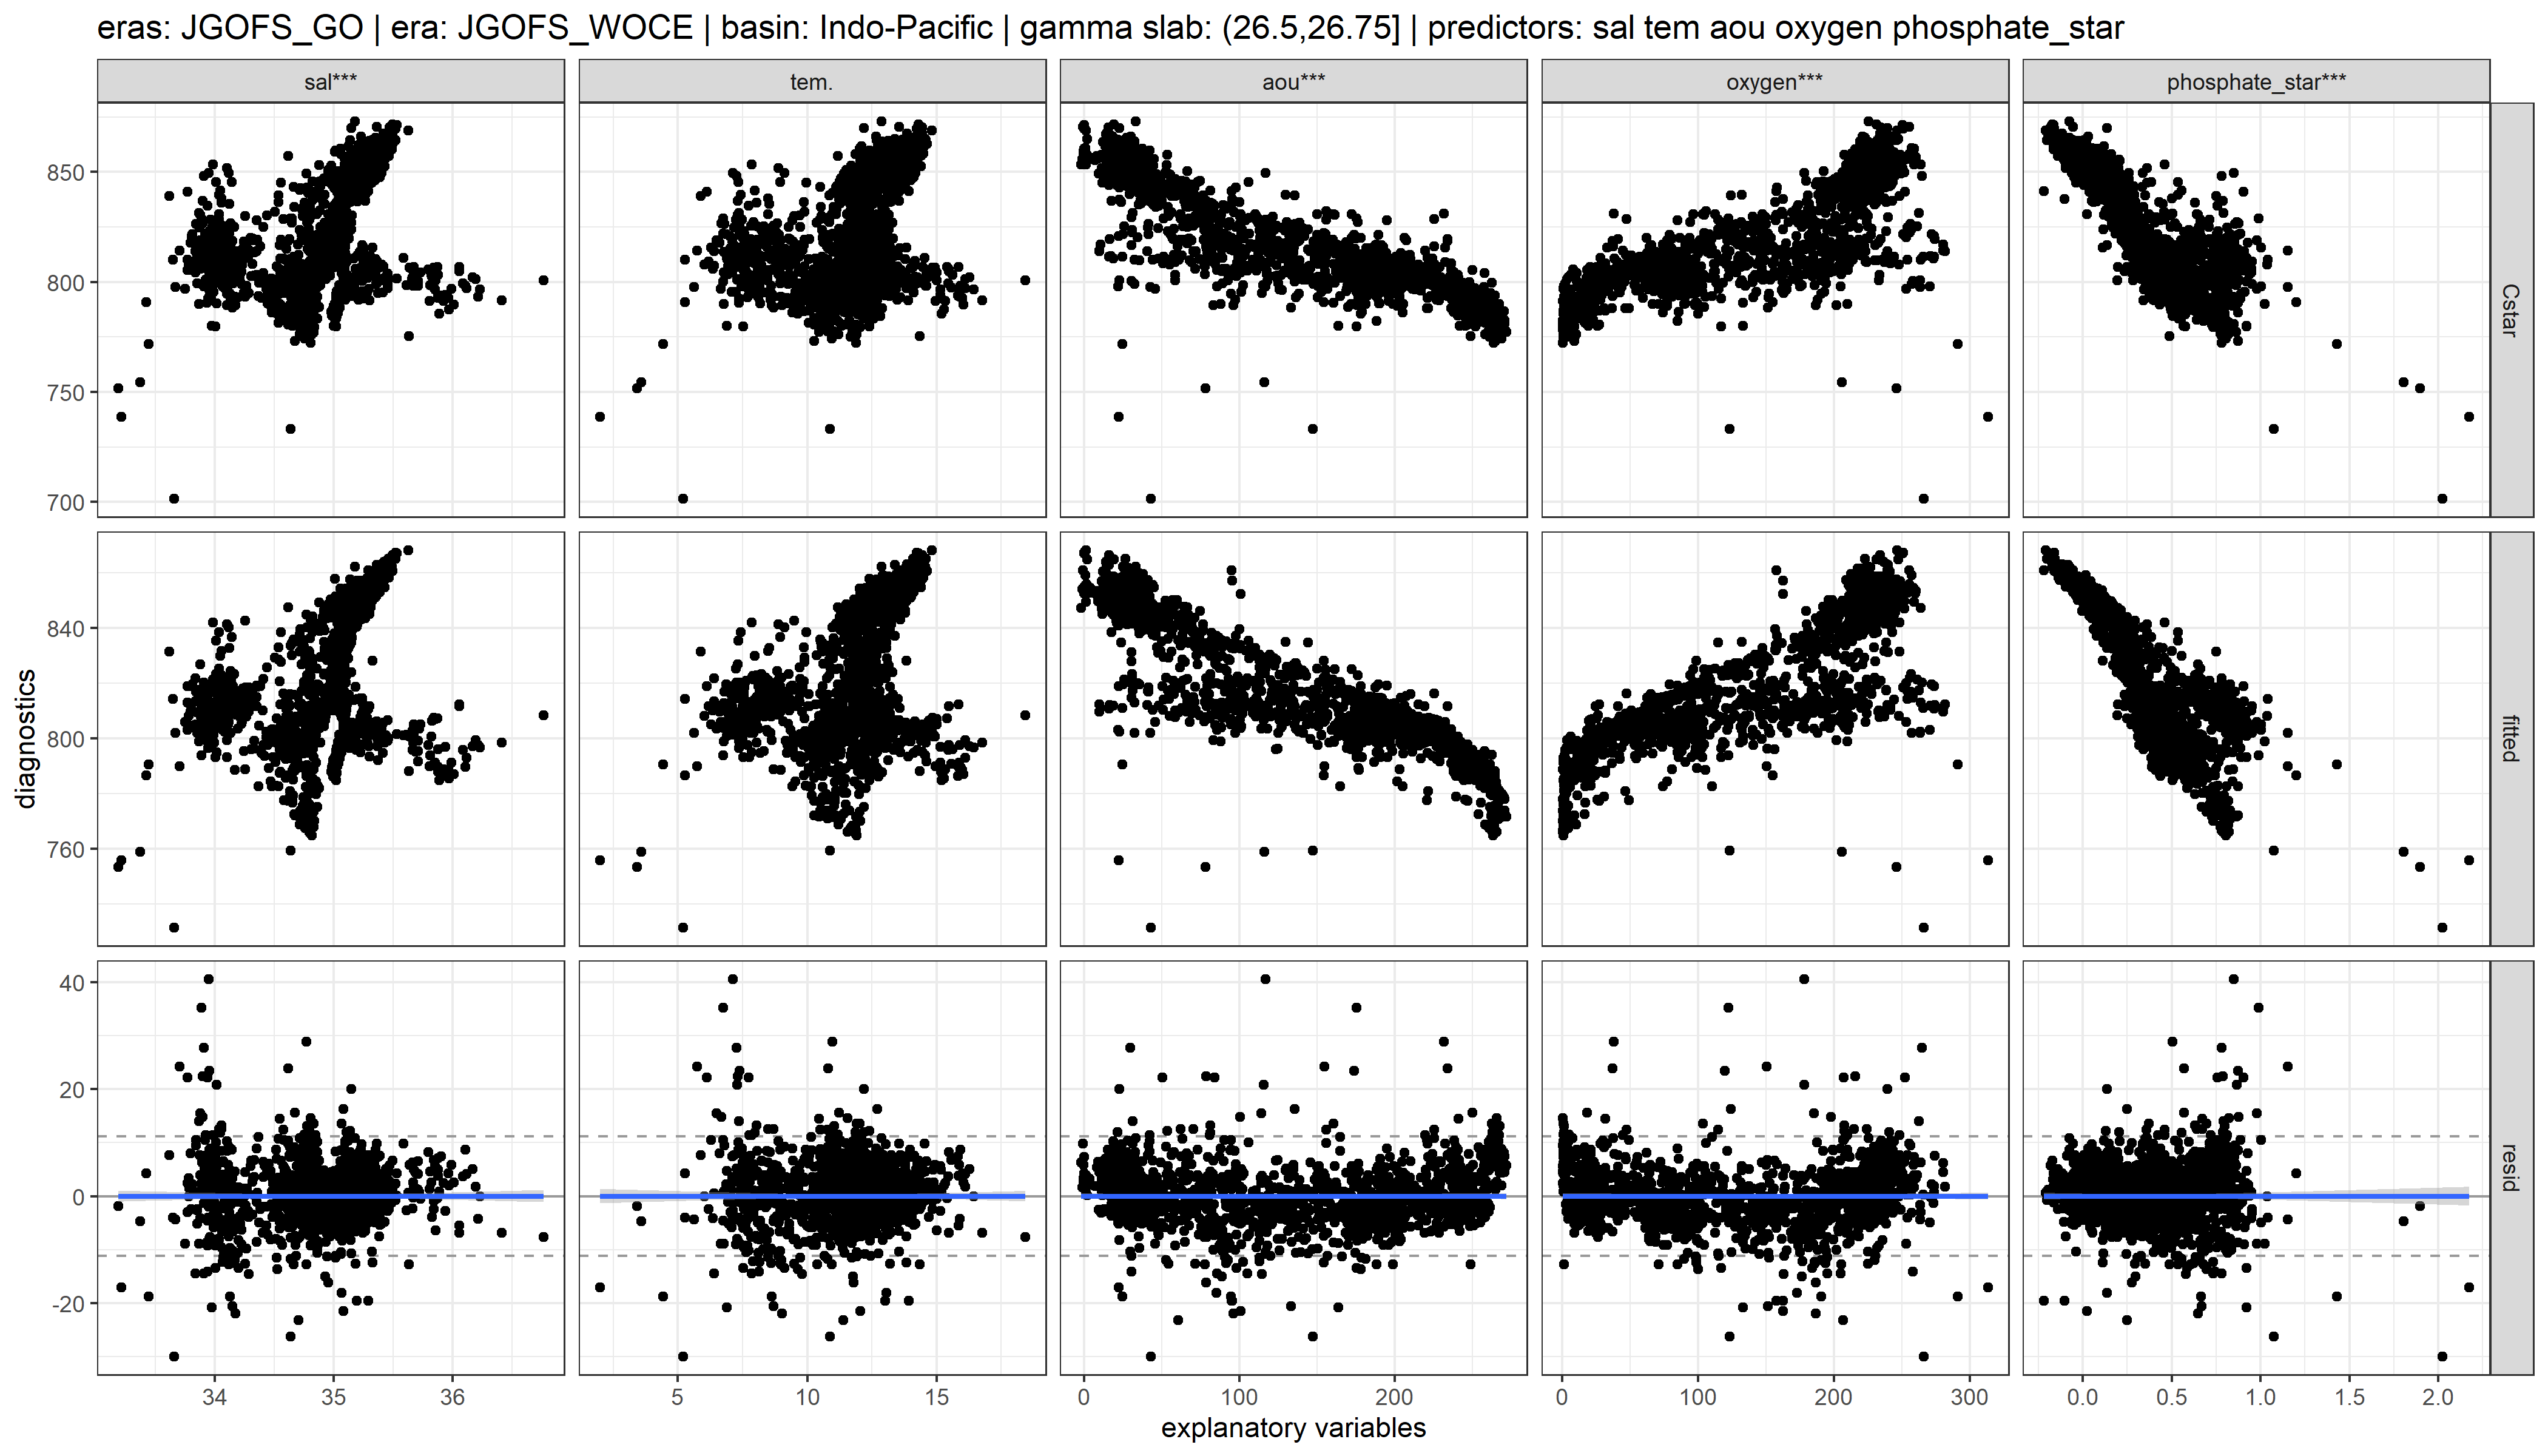 eras: JGOFS_GO | era: JGOFS_WOCE | basin: Indo-Pacific | gamma slab: (26.5,26.75] | predictors: sal tem aou oxygen phosphate_star
sal*** tem. aou*** oxygen*** phosphate_star***
850
800
750
700
Cstar
840
800
760
fitted
diagnostics
40
20
0
-20
resid
34 35 36 5 10 15 0 100 200 0 100 200 300 0.0 0.5 1.0 1.5 2.0
explanatory variables